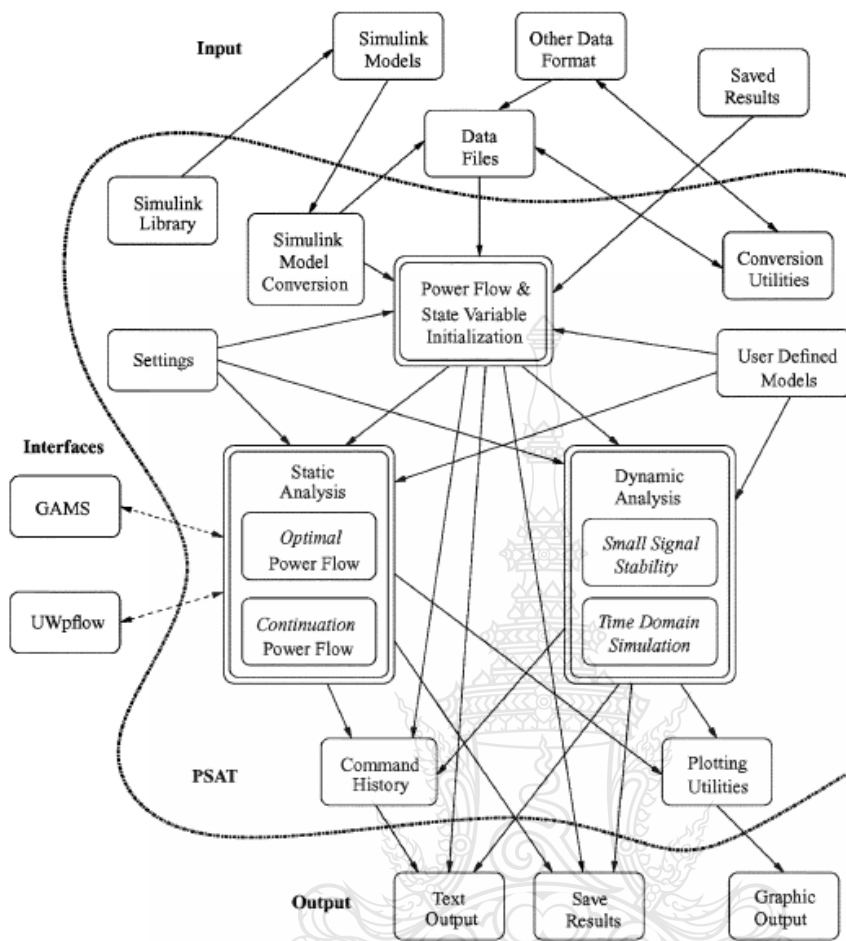 Input
Simulink
Models
Other Data
Format
Saved
Results
Data
Files
Simulink
Library
Simulink
Model
Conversion
Power Flow &
State Variable
Initialization
Conversion
Utilities
Settings
User Defined
Models
Interfaces
GAMS
UWpflow
Static
Analysis
Optimal
Power Flow
Continuation
Power Flow
Dynamic
Analysis
Small Signal
Stability
Time Domain
Simulation
PSAT
Command
History
Plotting
Utilities
Output
Text
Output
Save
Results
Graphic
Output